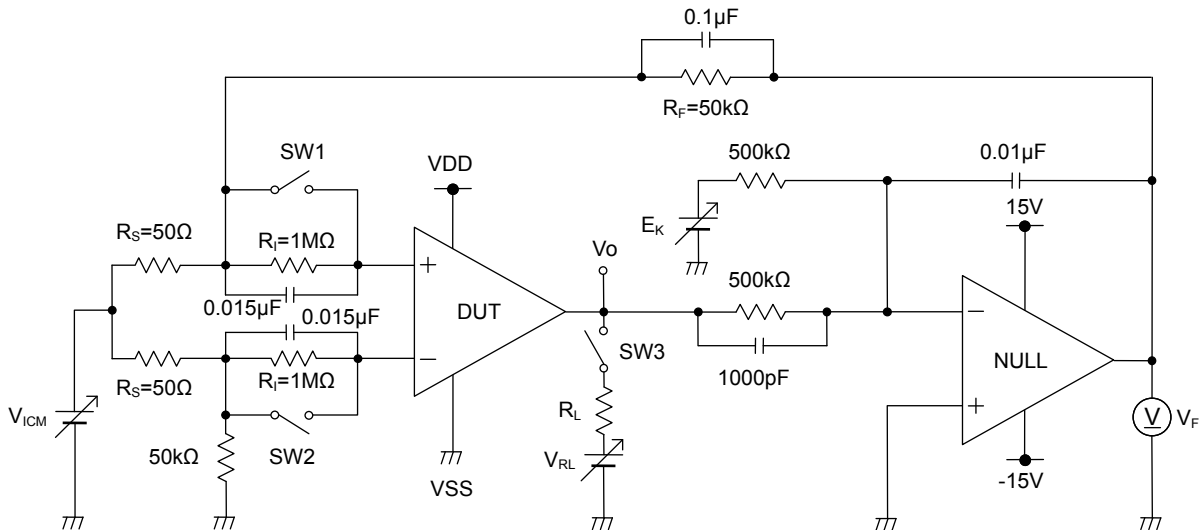 0.1µF
R_F=50kΩ
SW1
VDD
500kΩ
0.01µF
15V
E_K
R_S=50Ω
R_I=1MΩ
Vo
+
0.015µF
500kΩ
0.015µF
DUT
−
SW3
NULL
R_S=50Ω
R_I=1MΩ
−
1000pF
V_ICM
R_L
+
V
V_F
50kΩ
SW2
V_RL
VSS
-15V